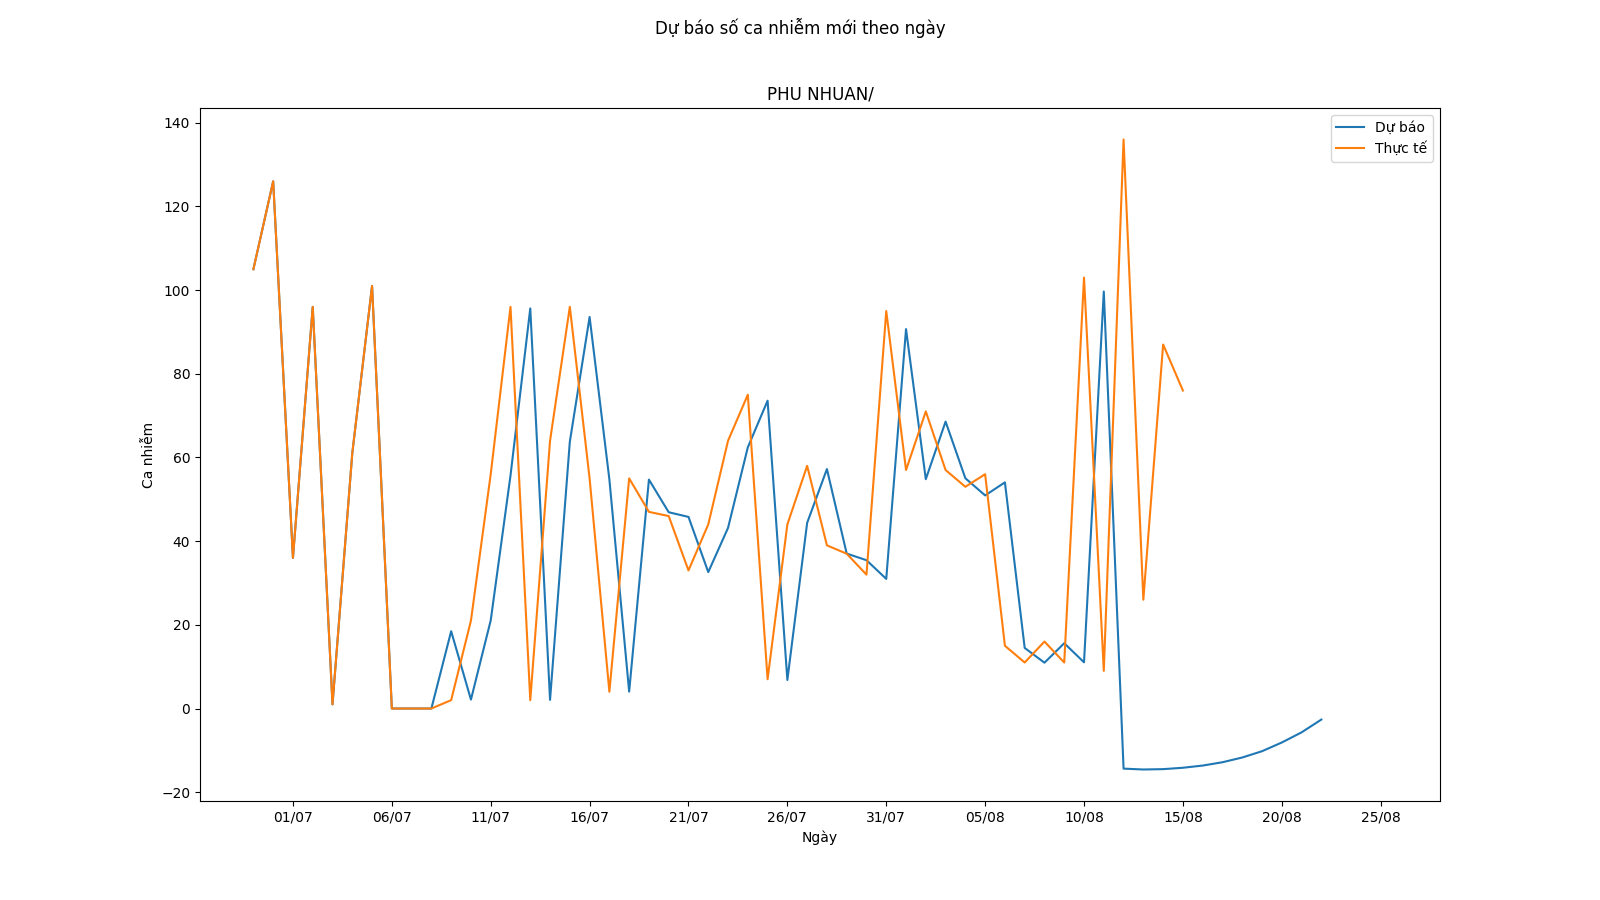 Dự báo số ca nhiễm mới theo ngày
PHU NHUAN/
Dự báo
Thực tế
140
120
100
80
60
40
20
0
−20
Ca nhiễm
01/07 06/07 11/07 16/07 21/07 26/07 31/07 05/08 10/08 15/08 20/08 25/08
Ngày